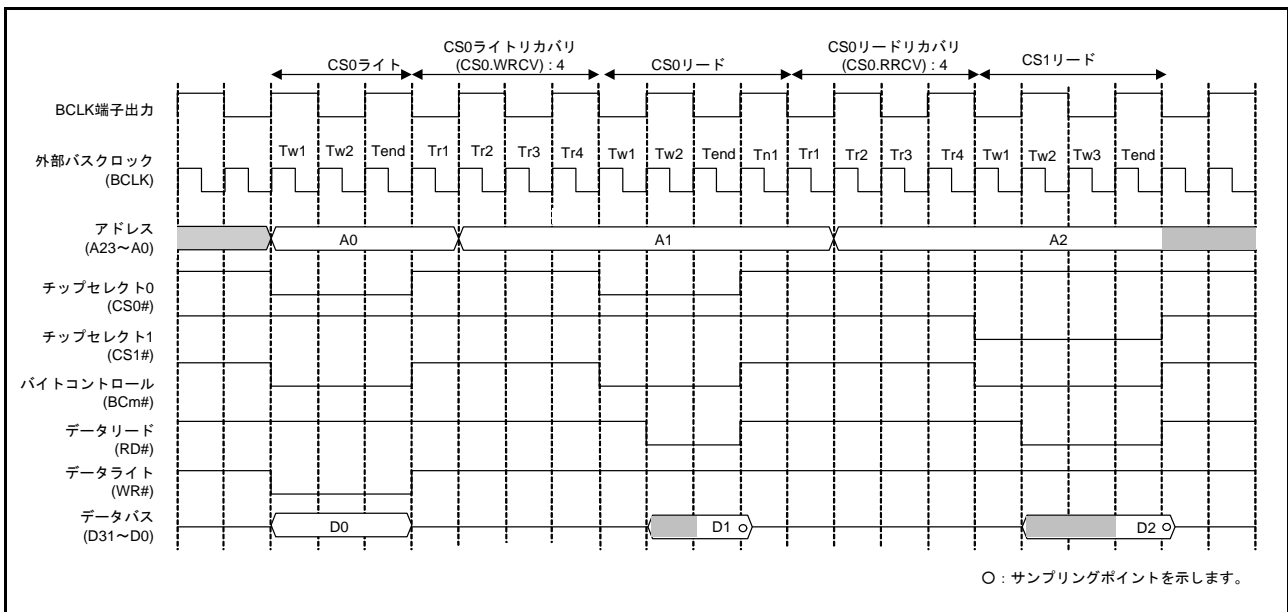 CS0ライト
CS0ライトリカバリ
(CS0.WRCV) : 4
CS0リード
CS0リードリカバリ
(CS0.RRCV) : 4
CS1リード
BCLK端子出力
外部バスクロック
(BCLK)
Tw1 Tw2 Tend Tr1 Tr2 Tr3 Tr4 Tw1 Tw2 Tend Tn1 Tr1 Tr2 Tr3 Tr4 Tw1 Tw2 Tw3 Tend
アドレス
(A23～A0)
A0 A1 A2
チップセレクト0
(CS0#)
チップセレクト1
(CS1#)
バイトコントロール
(BCm#)
データリード
(RD#)
データライト
(WR#)
データバス
(D31～D0)
D0 D1 D2
○：サンプリングポイントを示します。